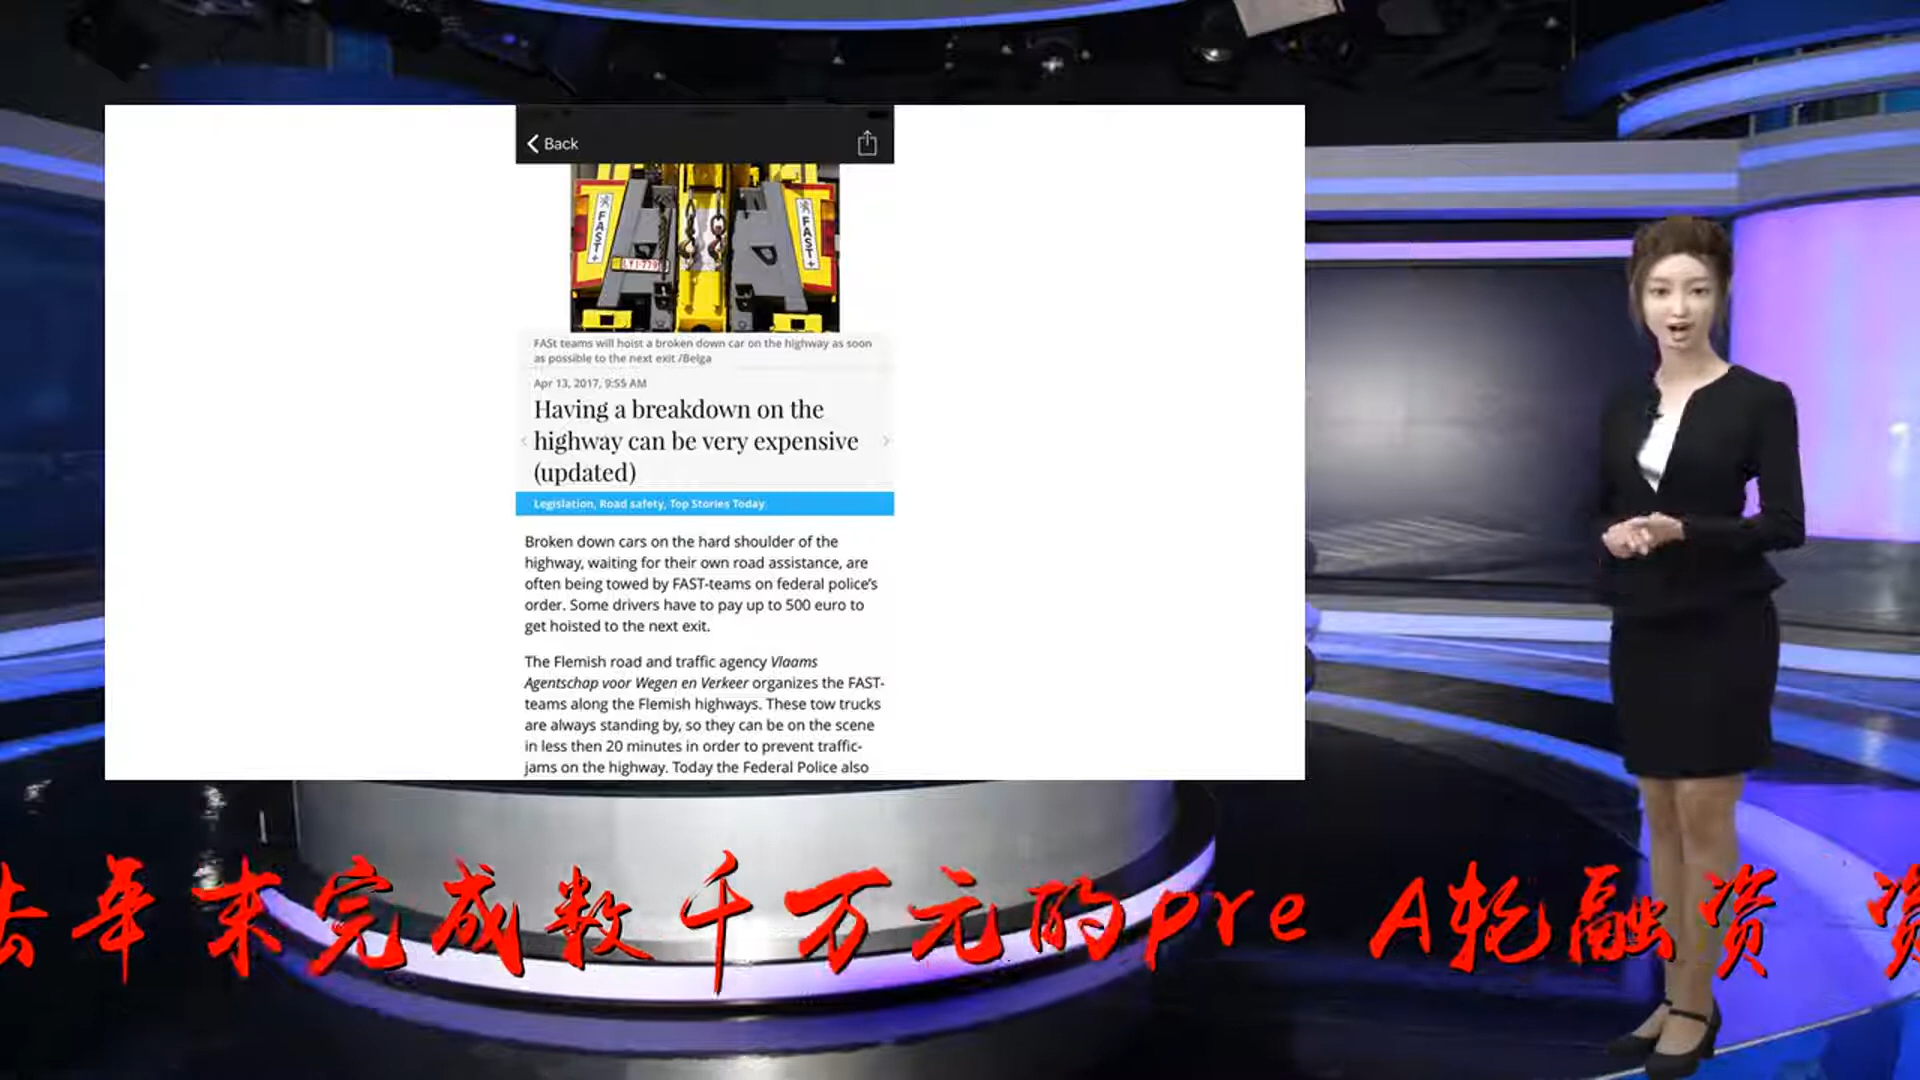 Back
FAST
FAST
FASt teams will hoist a broken down car on the highway as soon
as possible to the next exit /Belga
Apr 13, 2017, 9:55 AM
Having a breakdown on the
highway can be very expensive
(updated)
Legislation, Road safety, Top Stories Today
Broken down cars on the hard shoulder of the
highway, waiting for their own road assistance, are
often being towed by FAST-teams on federal police's
order. Some drivers have to pay up to 500 euro to
get hoisted to the next exit.
The Flemish road and traffic agency Vlaams
Agentschap voor Wegen en Verkeer organizes the FAST-
teams along the Flemish highways. These tow trucks
are always standing by, so they can be on the scene
in less then 20 minutes in order to prevent traffic-
jams on the highway. Today the Federal Police also
去年末完成数千万元的pre A轮融资 资